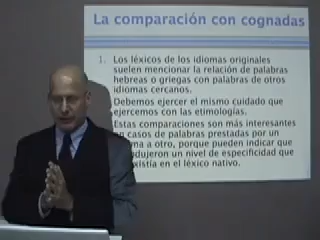 La comparación con cognadas
1. Los léxicos de los idiomas originales
suelen mencionar la relación de palabras
hebreas o griegas con palabras de otros
idiomas cercanos.
Debemos ejercer el mismo cuidado que
ejercemos con las etimologías.
Estas comparaciones son más interesantes
en casos de palabras prestadas por un
a otro, porque pueden indicar que
un nivel de especificidad que
en el léxico nativo.